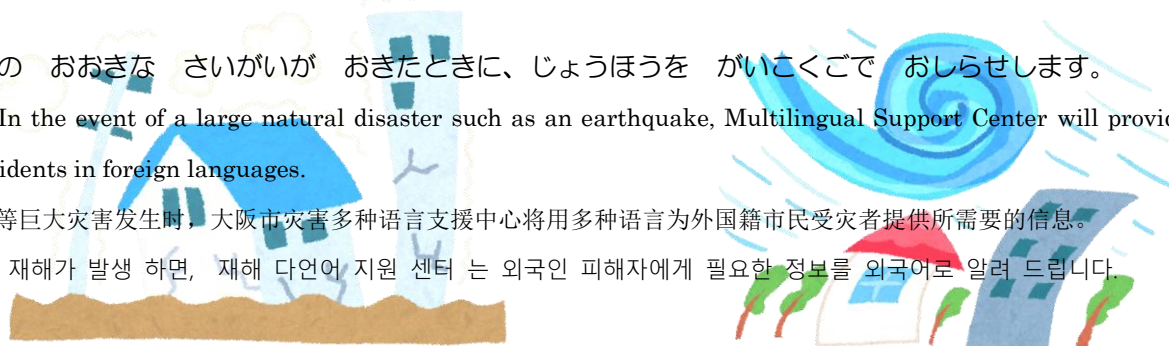 の おおきな さいがいが おきたときに、じょうほうを がいこくごで おしらせします。
In the event of a large natural disaster such as an earthquake, Multilingual Support Center will provid
idents in foreign languages.
等巨大灾害发生时，大阪市灾害多种语言支援中心将用多种语言为外国籍市民受灾者提供所需要的信息。
재해가 발생 하면, 재해 다언어 지원 센터 는 외국인 피해자에게 필요한 정보를 외국어로 알려 드립니다.